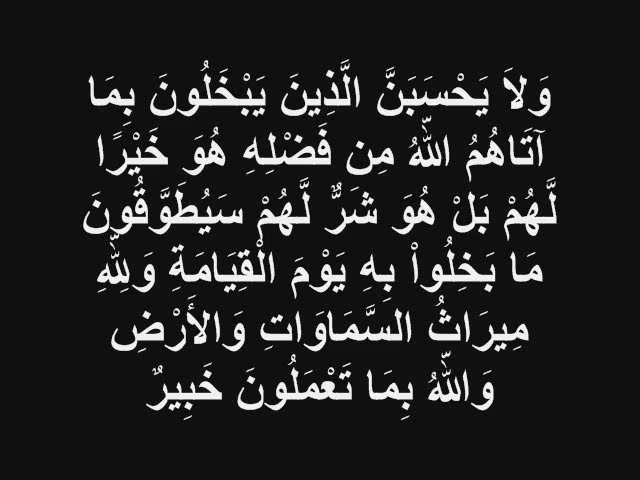 وَلاَ يَحْسَبَنَّ الَّذِينَ يَبْخَلُونَ بِمَا
آتَاهُمُ اللّهُ مِن فَضْلِهِ هُوَ خَيْرًا
لَّهُمْ بَلْ هُوَ شَرٌّ لَّهُمْ سَيُطَوَّقُونَ
مَا بَخِلُواْ بِهِ يَوْمَ الْقِيَامَةِ وَلِلّهِ
مِيرَاثُ السَّمَاوَاتِ وَالأَرْضِ
وَاللّهُ بِمَا تَعْمَلُونَ خَبِيرٌ